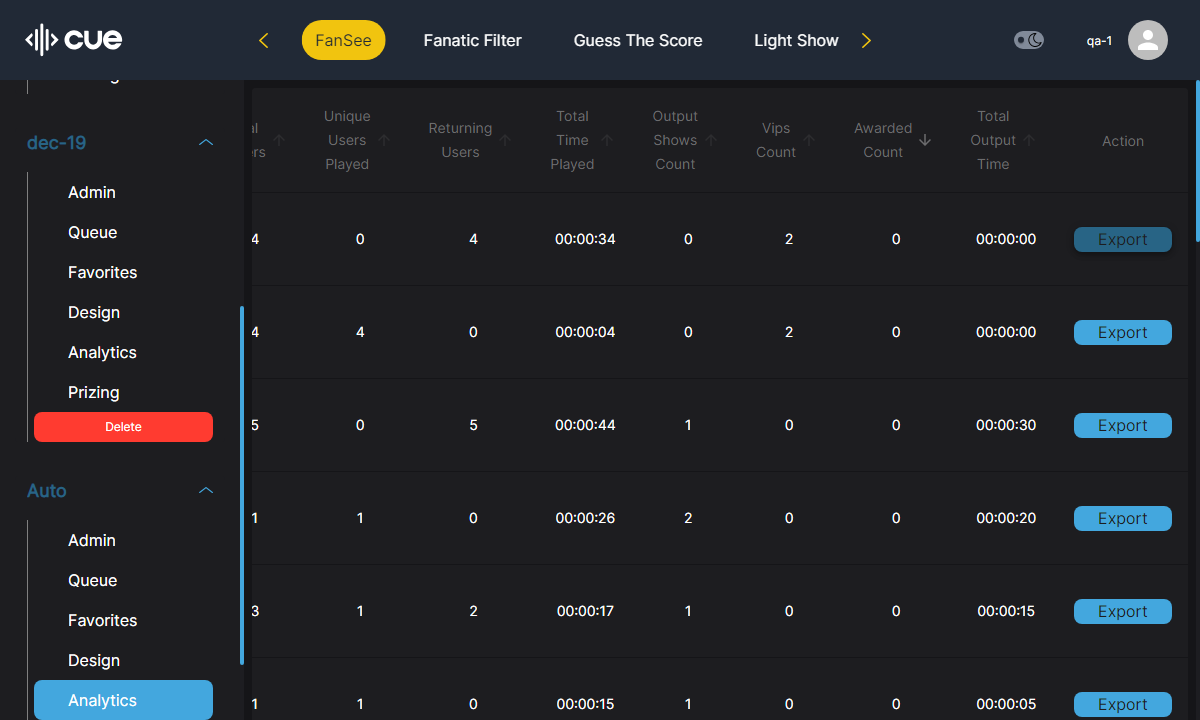 cue
FanSee
Fanatic Filter
Guess The Score
Light Show
qa-1
dec-19
Admin
Queue
Favorites
Design
Analytics
Prizing
Delete
Auto
Admin
Queue
Favorites
Design
Analytics
Unique Users Played
Returning Users
Total Time Played
Output Shows Count
Vips Count
Awarded Count
Total Output Time
Action
4 0 4 00:00:34 0 2 0 00:00:00 Export
4 4 0 00:00:04 0 2 0 00:00:00 Export
5 0 5 00:00:44 1 0 0 00:00:30 Export
1 1 0 00:00:26 2 0 0 00:00:20 Export
3 1 2 00:00:17 1 0 0 00:00:15 Export
1 1 0 00:00:15 1 0 0 00:00:05 Export